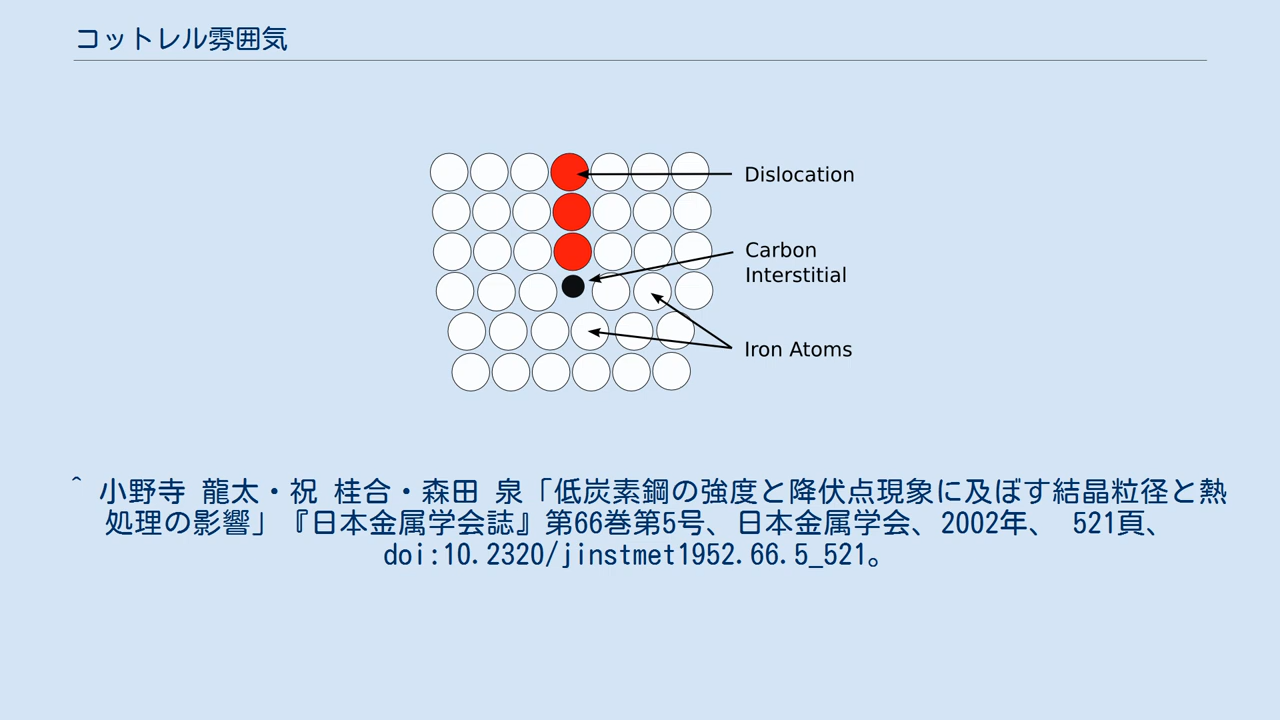 コットレル雰囲気
Dislocation
Carbon
Interstitial
Iron Atoms
^ 小野寺 龍太・祝 桂合・森田 泉「低炭素鋼の強度と降伏点現象に及ぼす結晶粒径と熱
処理の影響」『日本金属学会誌』第66巻第5号、日本金属学会、2002年、 521頁、
doi:10.2320/jinstmet1952.66.5_521。